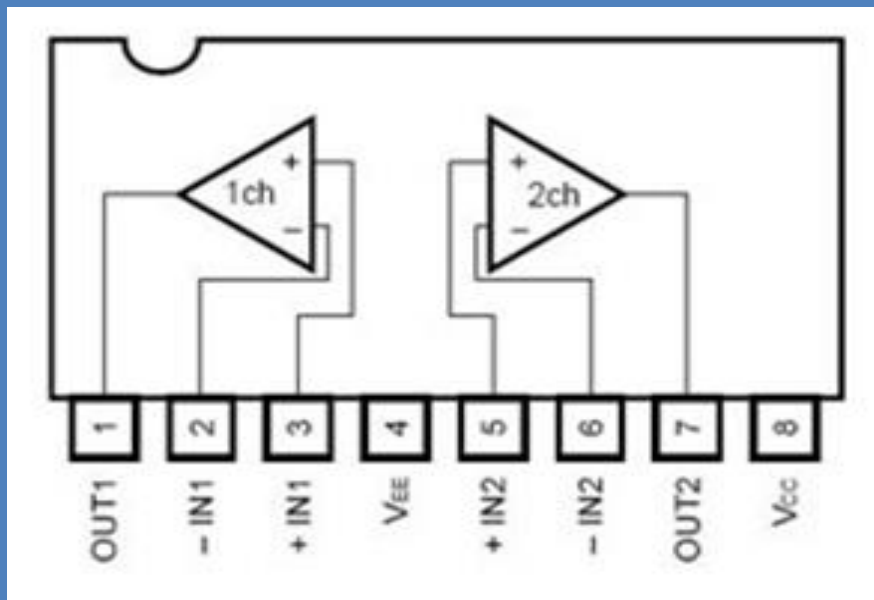 +
1ch
−
+
2ch
−
1
2
3
4
5
6
7
8
OUT1
− IN1
+ IN1
VEE
+ IN2
− IN2
OUT2
Vcc